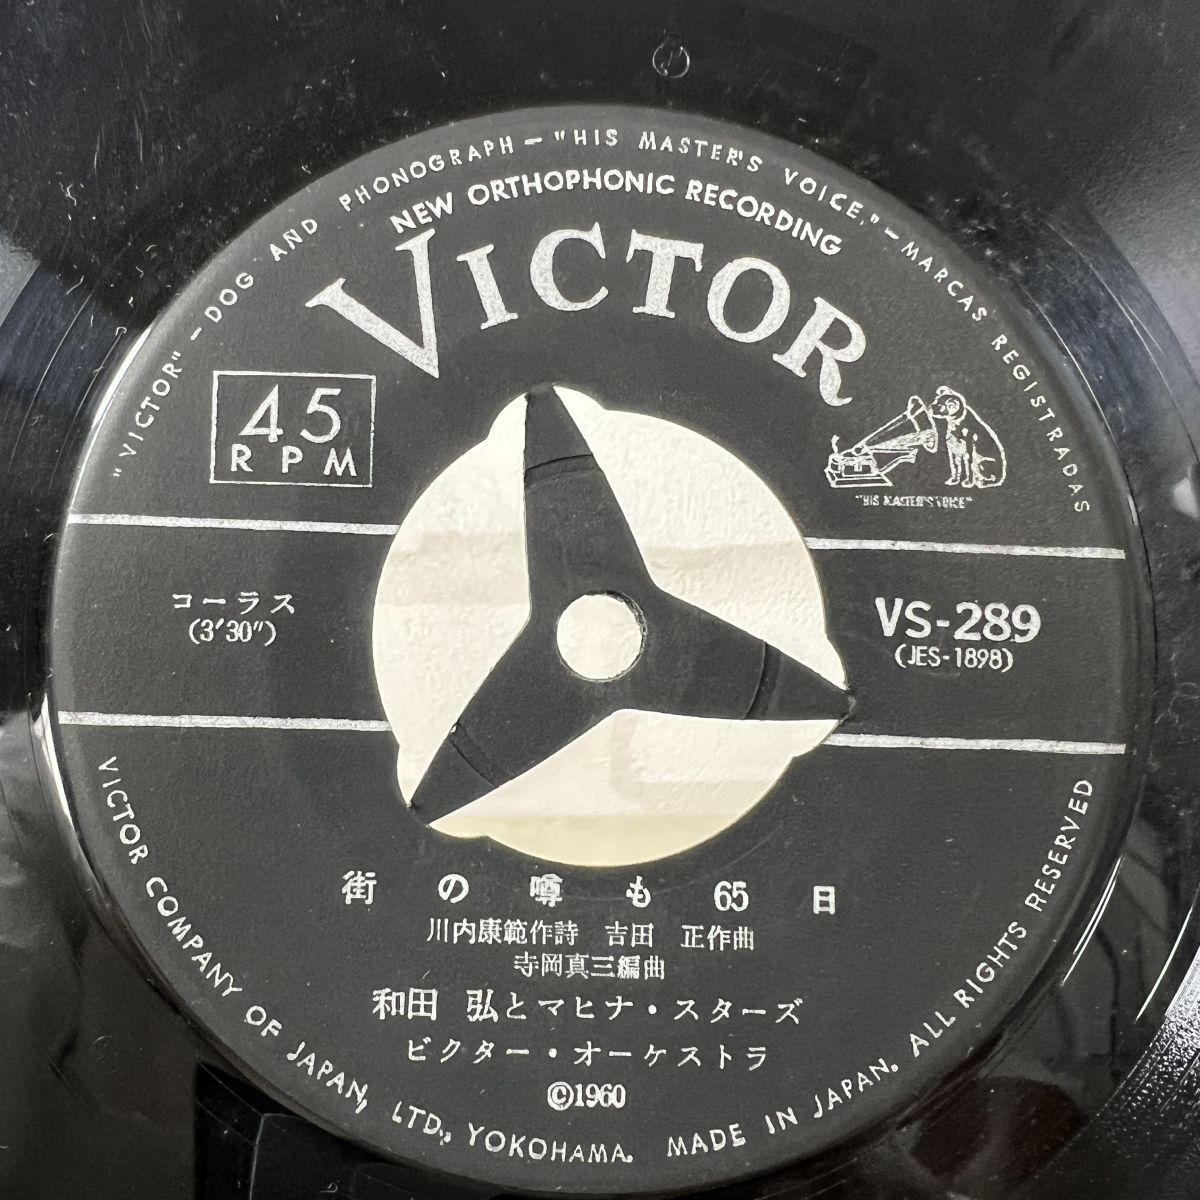 "VICTOR" – DOG AND PHONOGRAPH – "HIS MASTER'S VOICE," – MARCAS REGISTRADAS
NEW ORTHOPHONIC RECORDING
VICTOR
45
RPM
"HIS MASTER'S VOICE"
コーラス
(3′30″)
VS-289
(JES-1898)
街の噂も65日
川内康範作詩 吉田 正作曲
寺岡真三編曲
和田 弘とマヒナ・スターズ
ビクター・オーケストラ
©1960
VICTOR COMPANY OF JAPAN, LTD., YOKOHAMA. MADE IN JAPAN. ALL RIGHTS RESERVED